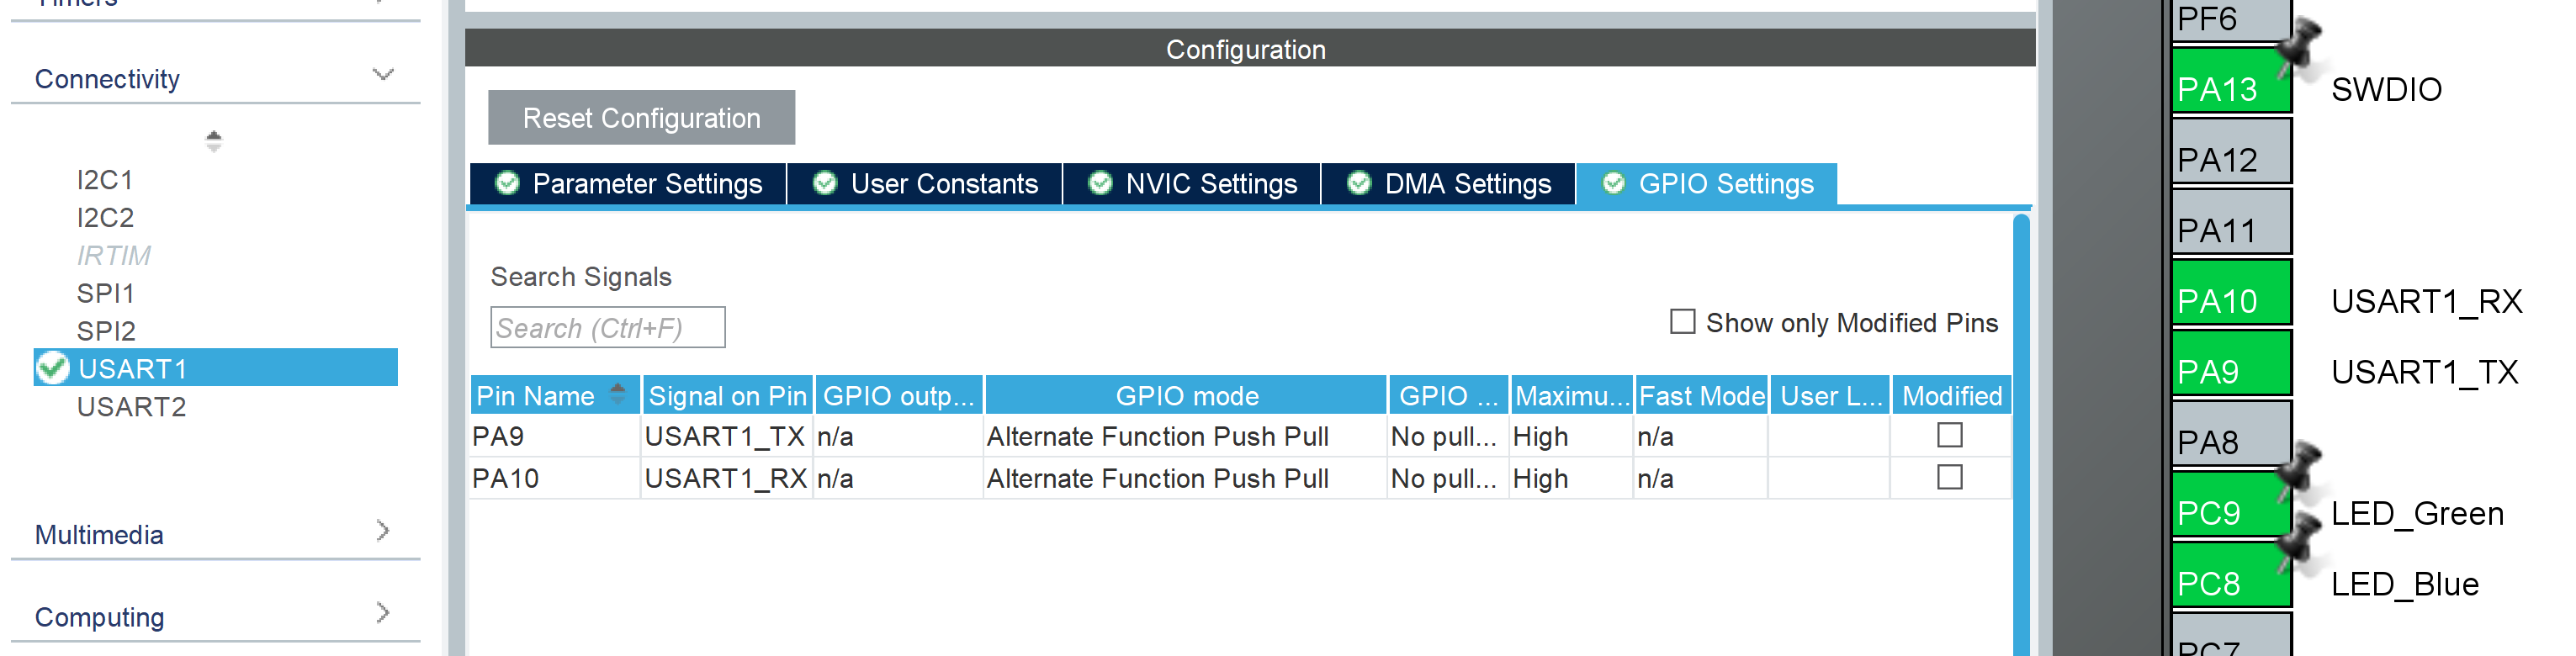 Timers
Connectivity
I2C1
I2C2
IRTIM
SPI1
SPI2
USART1
USART2
Multimedia
Computing
Configuration
Reset Configuration
Parameter Settings
User Constants
NVIC Settings
DMA Settings
GPIO Settings
Search Signals
Search (Ctrl+F)
Show only Modified Pins
Pin Name Signal on Pin GPIO outp... GPIO mode GPIO ... Maximu... Fast Mode User L... Modified
PA9 USART1_TX n/a Alternate Function Push Pull No pull... High n/a
PA10 USART1_RX n/a Alternate Function Push Pull No pull... High n/a
PF6
PA13 SWDIO
PA12
PA11
PA10 USART1_RX
PA9 USART1_TX
PA8
PC9 LED_Green
PC8 LED_Blue
PC7